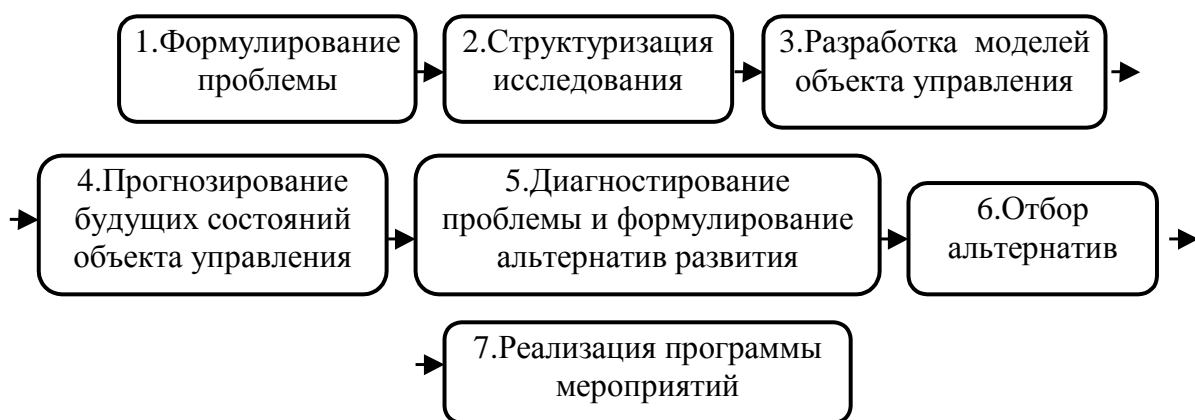 1.Формулирование
проблемы
2.Структуризация
исследования
3.Разработка моделей
объекта управления
4.Прогнозирование
будущих состояний
объекта управления
5.Диагностирование
проблемы и формулирование
альтернатив развития
6.Отбор
альтернатив
7.Реализация программы
мероприятий